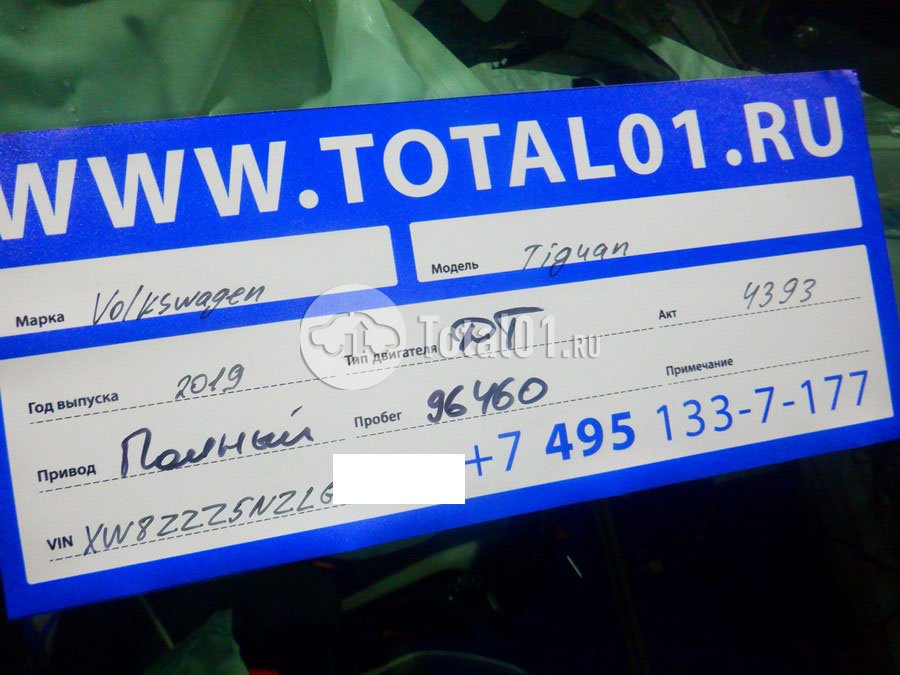 WWW.TOTAL01.RU
Марка Volkswagen Модель Tiguan
Год выпуска 2019 Тип двигателя Акт 4393
Привод Полный Пробег 96460 Примечание
VIN XW8ZZZ5NZLG +7 495 133-7-177
Total01.RU